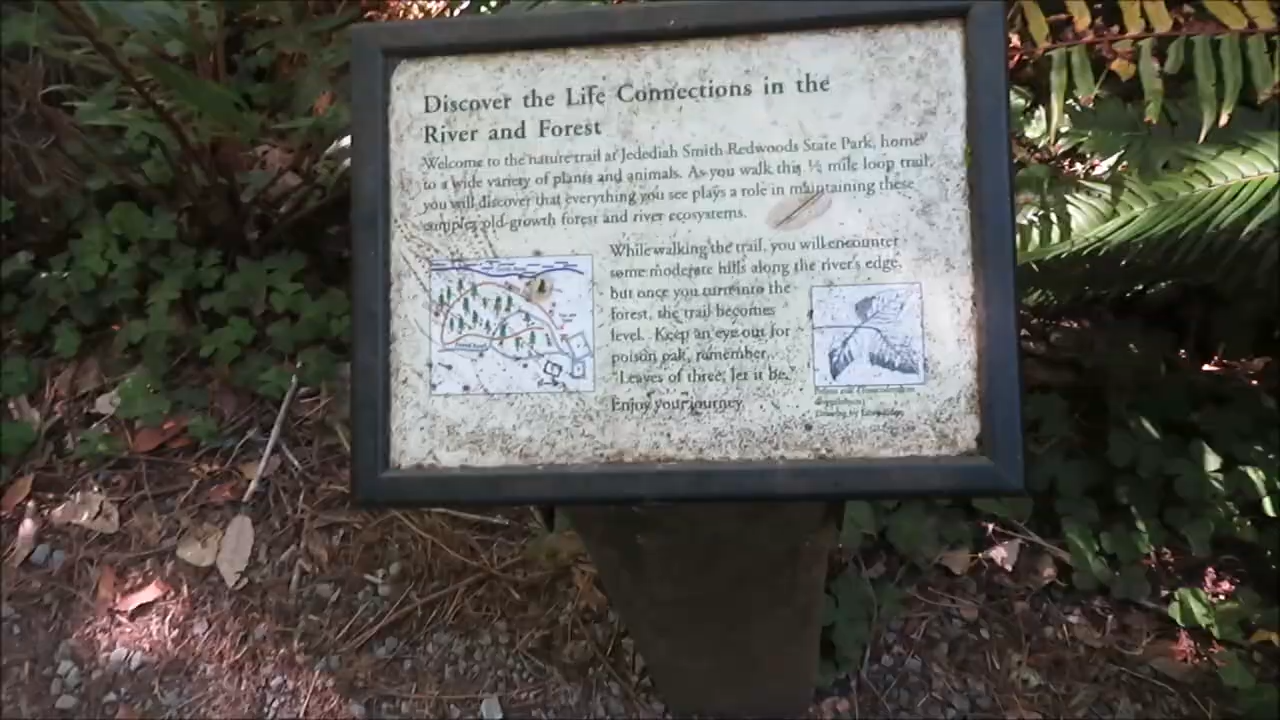 Discover the Life Connections in the
River and Forest
Welcome to the nature trail at Jedediah Smith Redwoods State Park, home
to a wide variety of plants and animals. As you walk this ½ mile loop trail,
you will discover that everything you see plays a role in maintaining these
complex old-growth forest and river ecosystems.
While walking the trail, you will encounter
some moderate hills along the river's edge,
but once you turn into the
forest, the trail becomes
level. Keep an eye out for
poison oak, remember,
"Leaves of three, let it be."
Enjoy your journey.
Drawing by